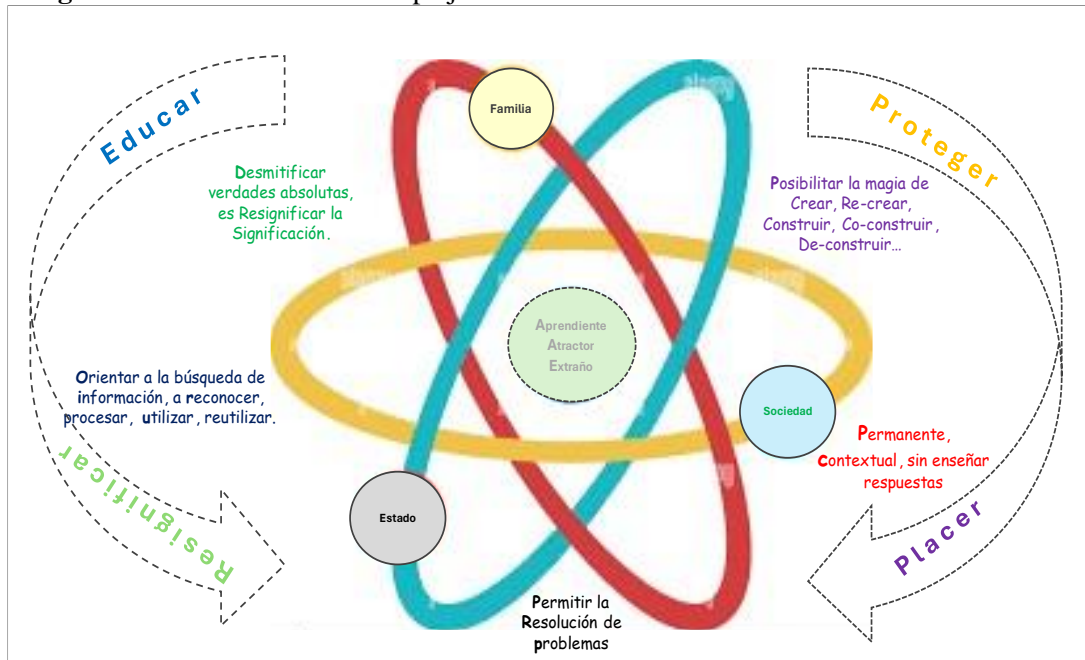 Educar
Proteger
Familia
Desmitificar
verdades absolutas,
es Resignificar la
Significación.
Posibilitar la magia de
Crear, Re-crear,
Construir, Co-construir,
De-construir...
Aprendiente
Atractor
Extraño
Orientar a la búsqueda de
información, a reconocer,
procesar, utilizar, reutilizar.
Sociedad
Permanente,
Contextual, sin enseñar
respuestas
Resignificar
Estado
Placer
Permitir la
Resolución de
problemas